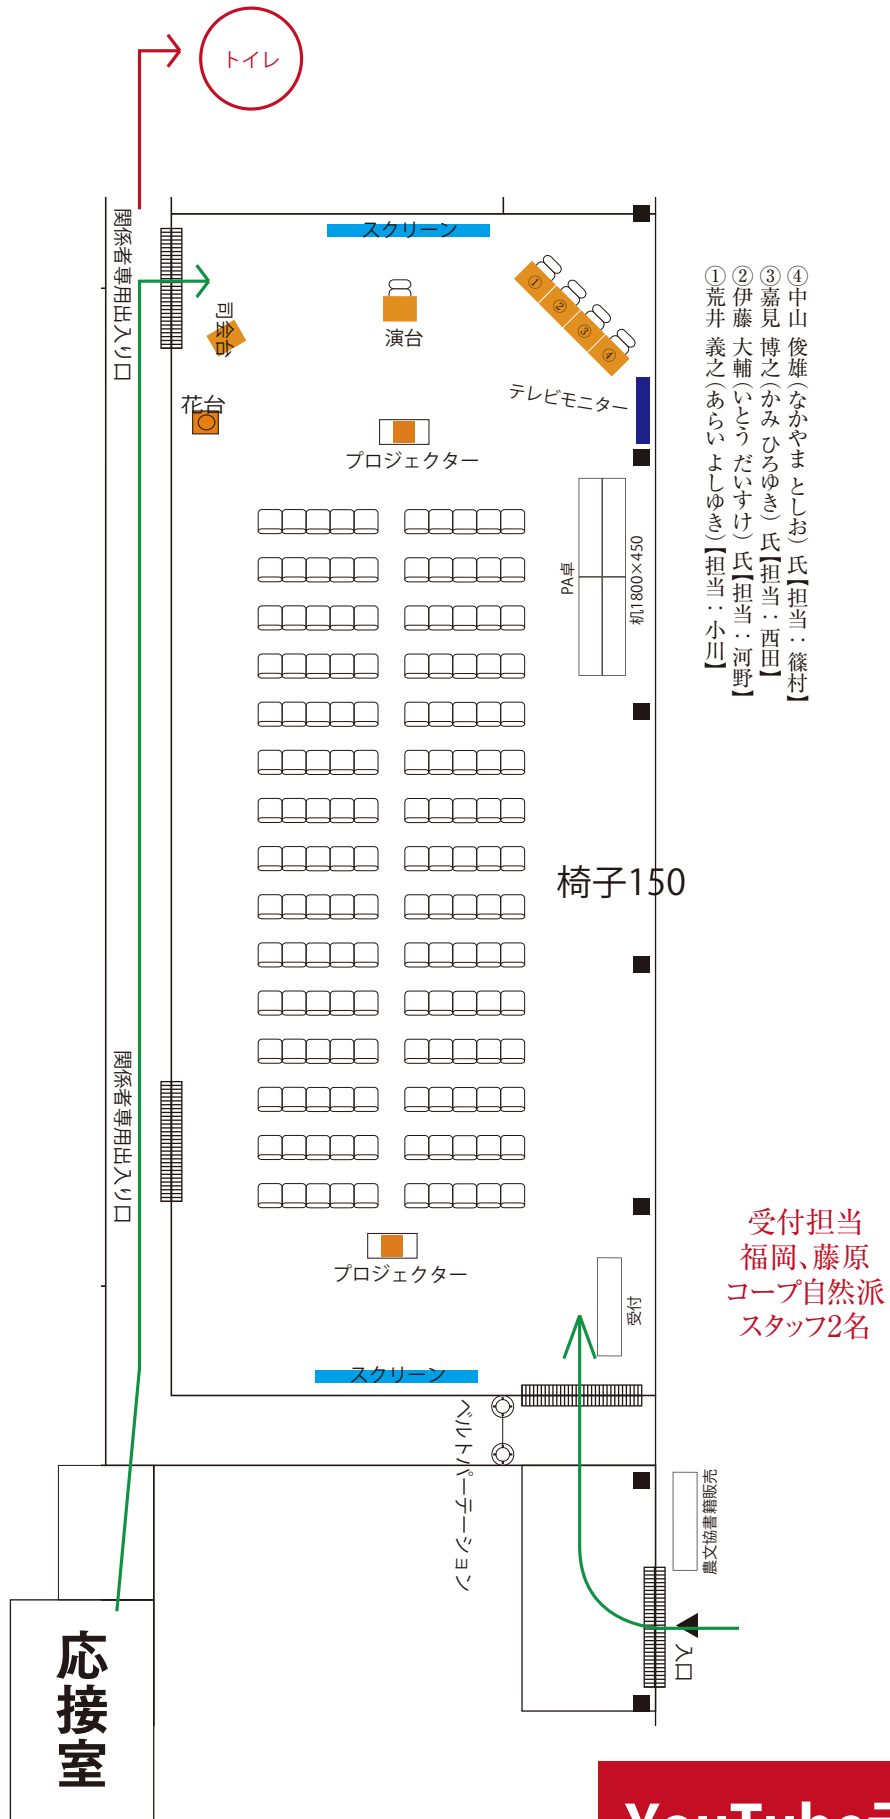 トイレ
関係者専用出入り口
スクリーン
司会台
演台
①
②
③
④
花台
テレビモニター
プロジェクター
④中山 俊雄(なかやま としお) 氏【担当：篠村】
③嘉見 博之(かみ ひろゆき) 氏【担当：西田】
②伊藤 大輔(いとう だいすけ) 氏【担当：河野】
①荒井 義之(あらい よしゆき)【担当：小川】
PA卓
机1800×450
椅子150
関係者専用出入り口
プロジェクター
受付
受付担当
福岡、藤原
コープ自然派
スタッフ2名
スクリーン
ベルトパーテーション
農文協書籍販売
入口
応接室